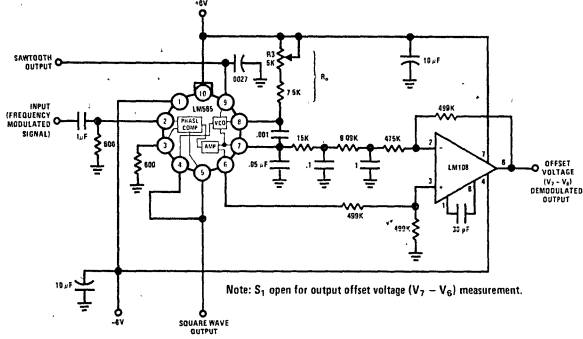 +6V
SAWTOOTH
OUTPUT
R3
5K
.0027
10 µF
Ro
7.5K
10
1
9
LM565
INPUT
(FREQUENCY
MODULATED
SIGNAL)
1µF
2
PHASE
COMP
VCO
8
600
.001
499K
3
AMP
7
15K
9.09K
475K
600
.05 µF
.1
1
2
7
4
6
5
LM108
6
OFFSET
VOLTAGE
(V7 – V6)
DEMODULATED
OUTPUT
3
4
1
8
499K
30 pF
499K
10 µF
Note: S1 open for output offset voltage (V7 – V6) measurement.
–6V
SQUARE WAVE
OUTPUT